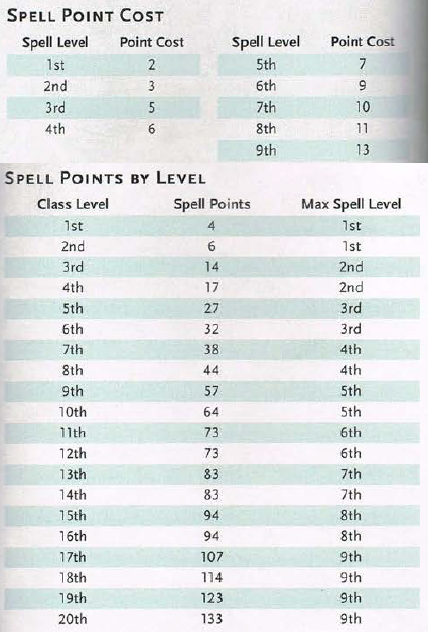 SPELL POINT COST
Spell Level Point Cost Spell Level Point Cost
1st 2 5th 7
2nd 3 6th 9
3rd 5 7th 10
4th 6 8th 11
9th 13
SPELL POINTS BY LEVEL
Class Level Spell Points Max Spell Level
1st 4 1st
2nd 6 1st
3rd 14 2nd
4th 17 2nd
5th 27 3rd
6th 32 3rd
7th 38 4th
8th 44 4th
9th 57 5th
10th 64 5th
11th 73 6th
12th 73 6th
13th 83 7th
14th 83 7th
15th 94 8th
16th 94 8th
17th 107 9th
18th 114 9th
19th 123 9th
20th 133 9th